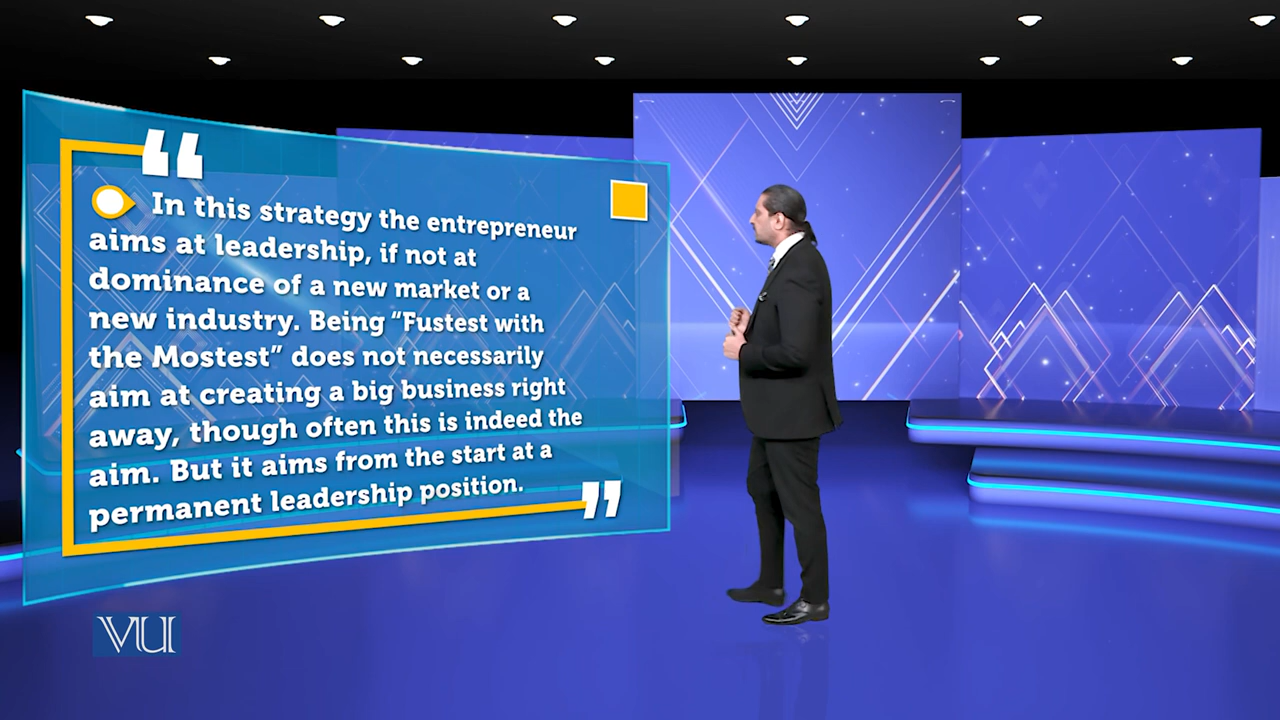 “
In this strategy the entrepreneur
aims at leadership, if not at
dominance of a new market or a
new industry. Being “Fustest with
the Mostest” does not necessarily
aim at creating a big business right
away, though often this is indeed the
aim. But it aims from the start at a
permanent leadership position.
”
VU